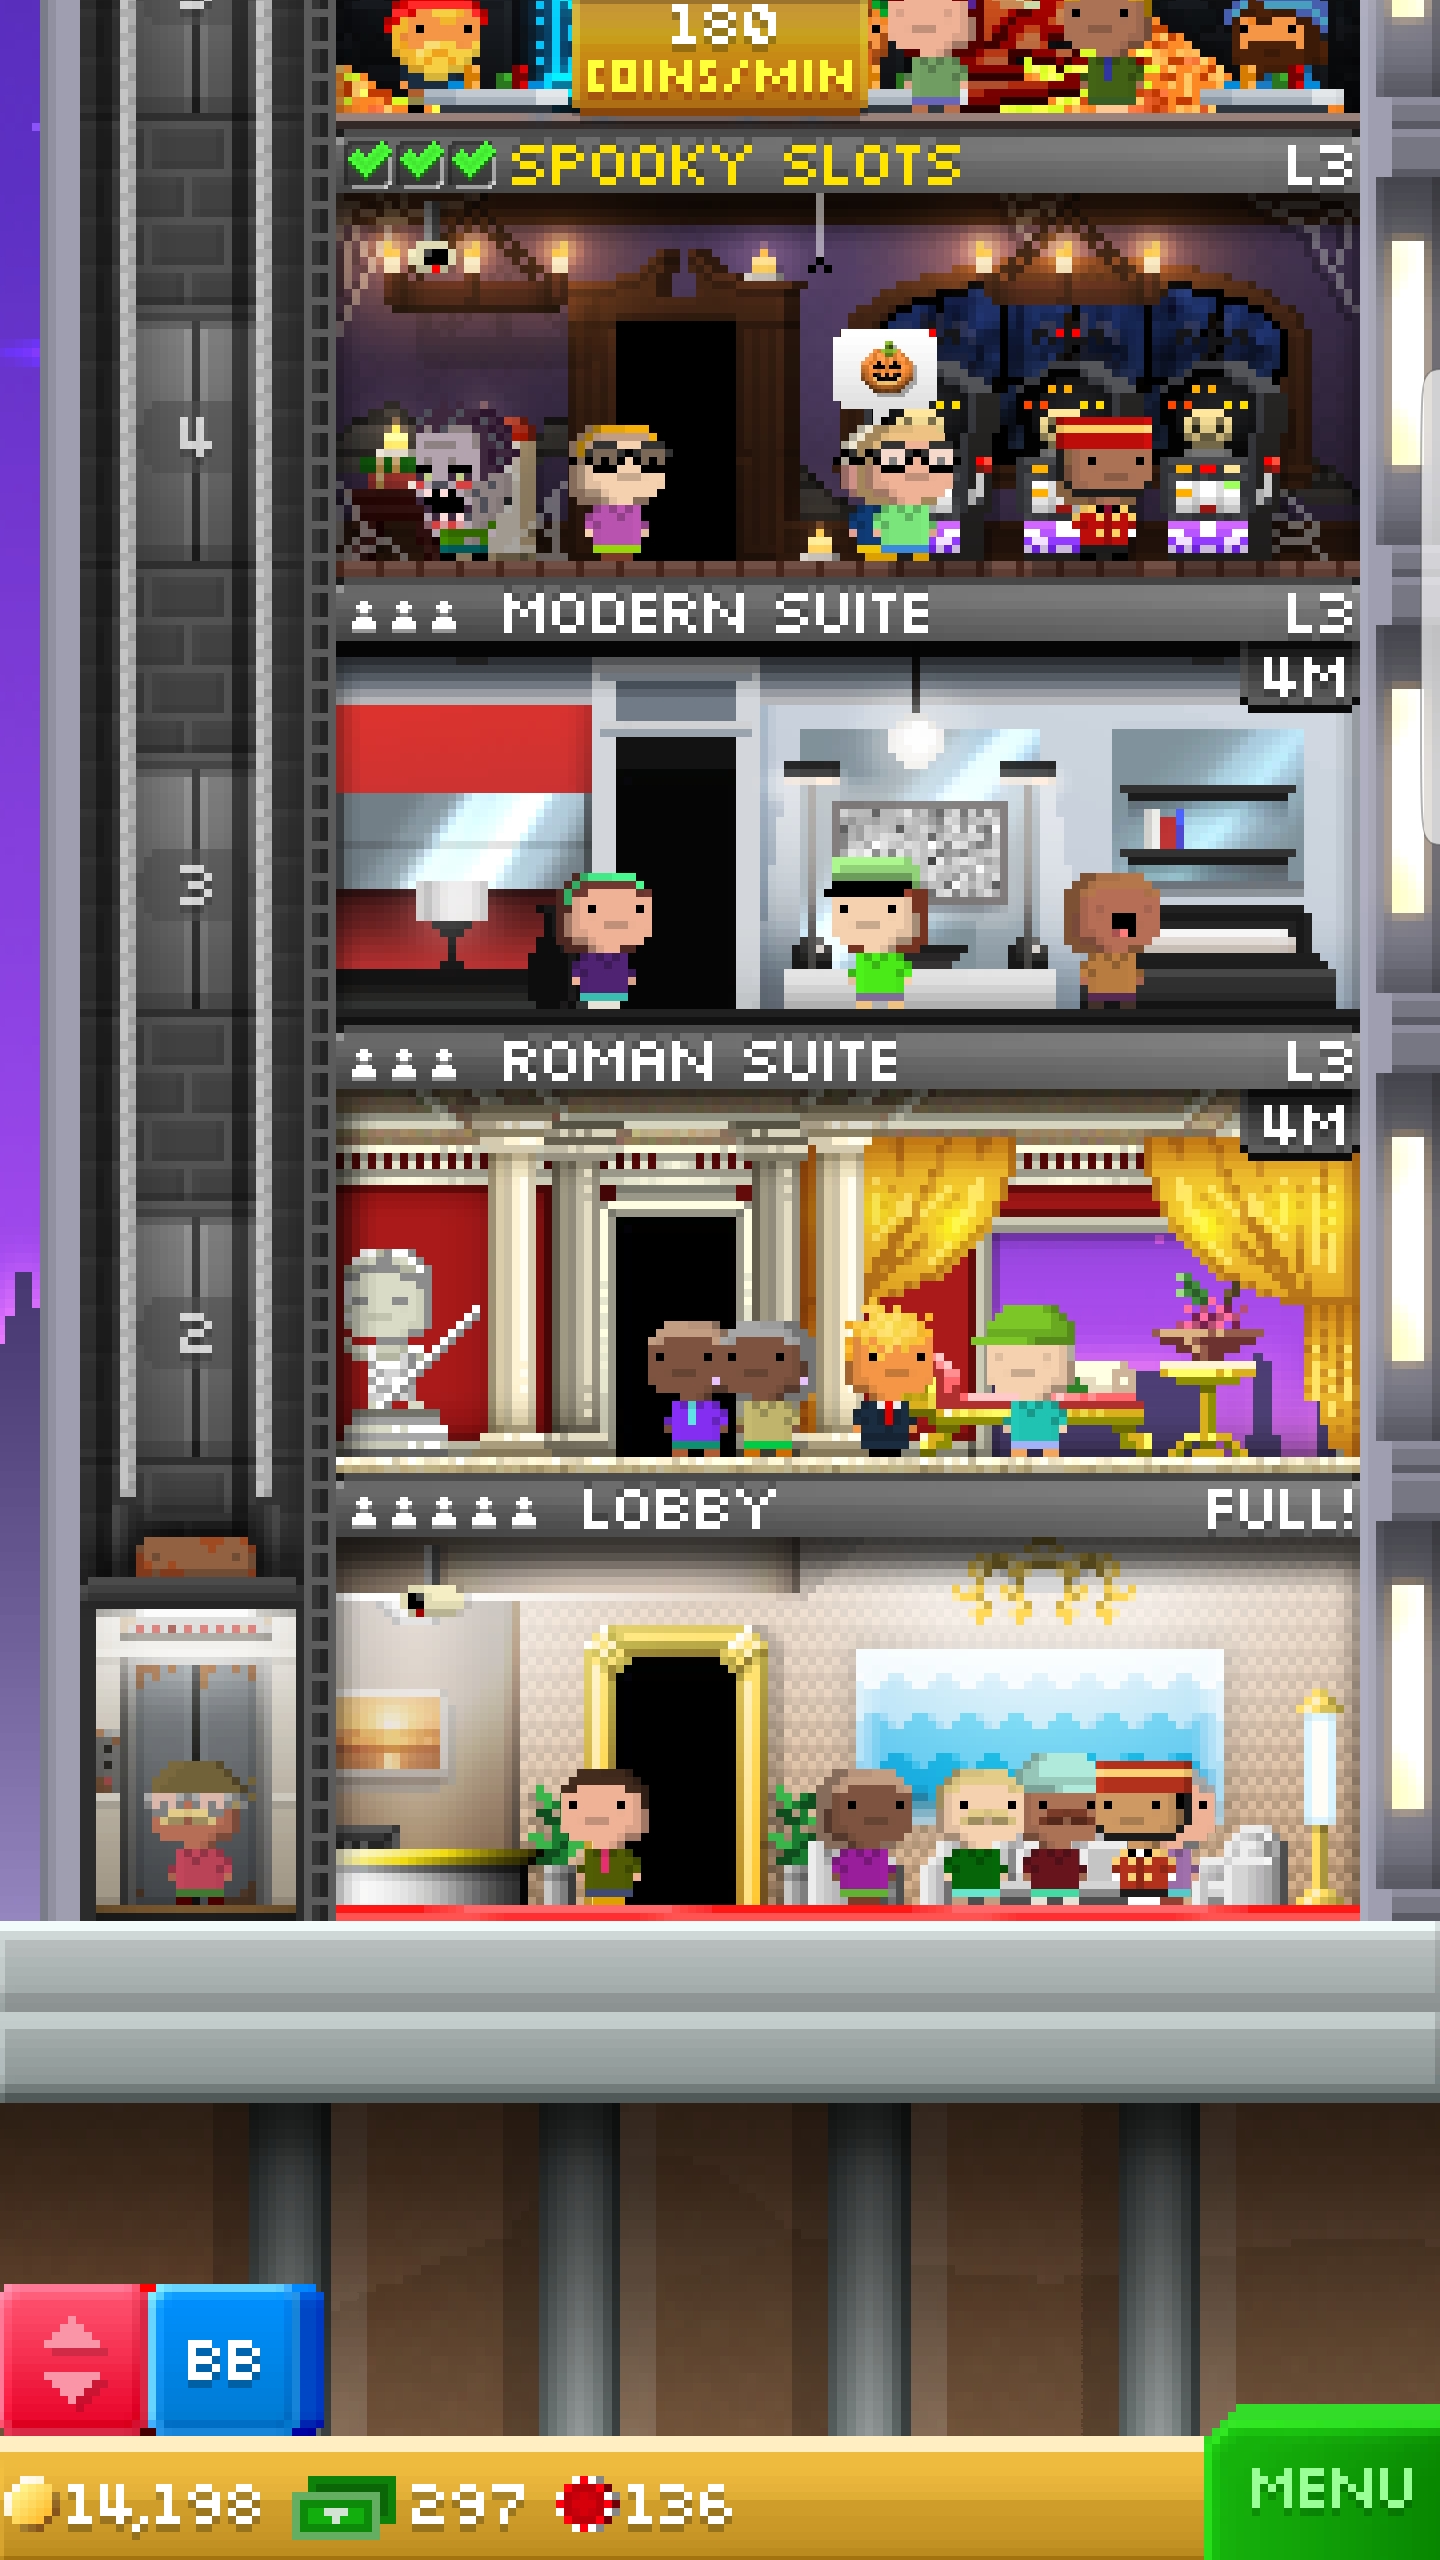 180
COINS/MIN
SPOOKY SLOTS L3
4
MODERN SUITE L3
4M
3
ROMAN SUITE L3
4M
2
LOBBY FULL!
BB
14,198 297 136
MENU